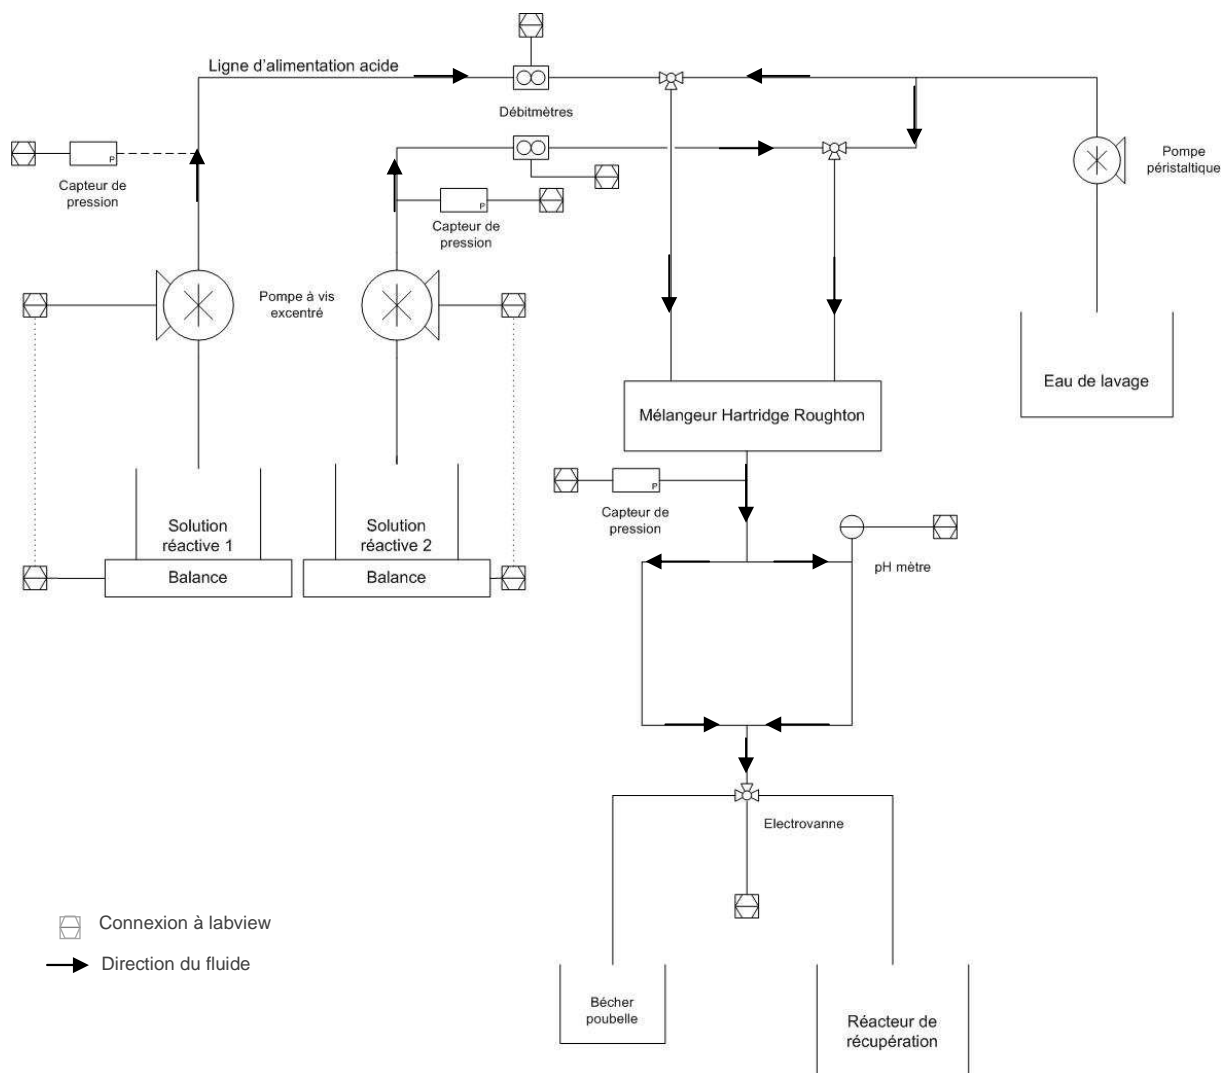 Ligne d'alimentation acide
Débitmètres
P
Capteur de
pression
Pompe
péristaltique
P
Capteur de
pression
Pompe à vis
excentré
Eau de lavage
Mélangeur Hartridge Roughton
P
Capteur de
pression
Solution
réactive 1
Solution
réactive 2
Balance
Balance
pH mètre
Electrovanne
Connexion à labview
Direction du fluide
Bécher
poubelle
Réacteur de
récupération